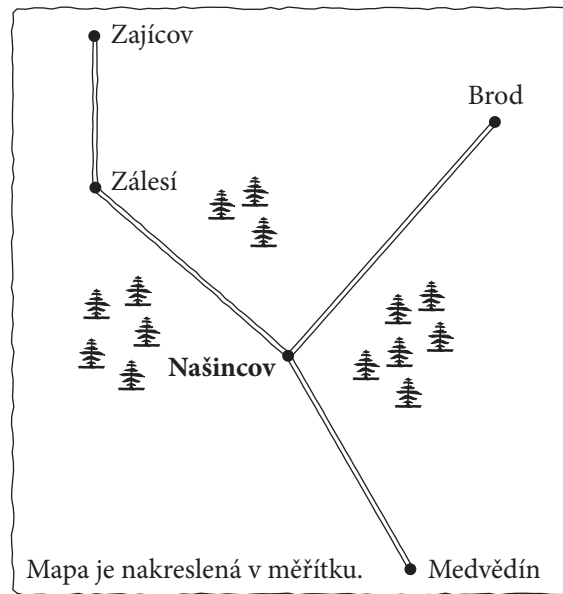 Zajícov
Brod
Zálesí
Našincov
Mapa je nakreslená v měřítku.
Medvědín